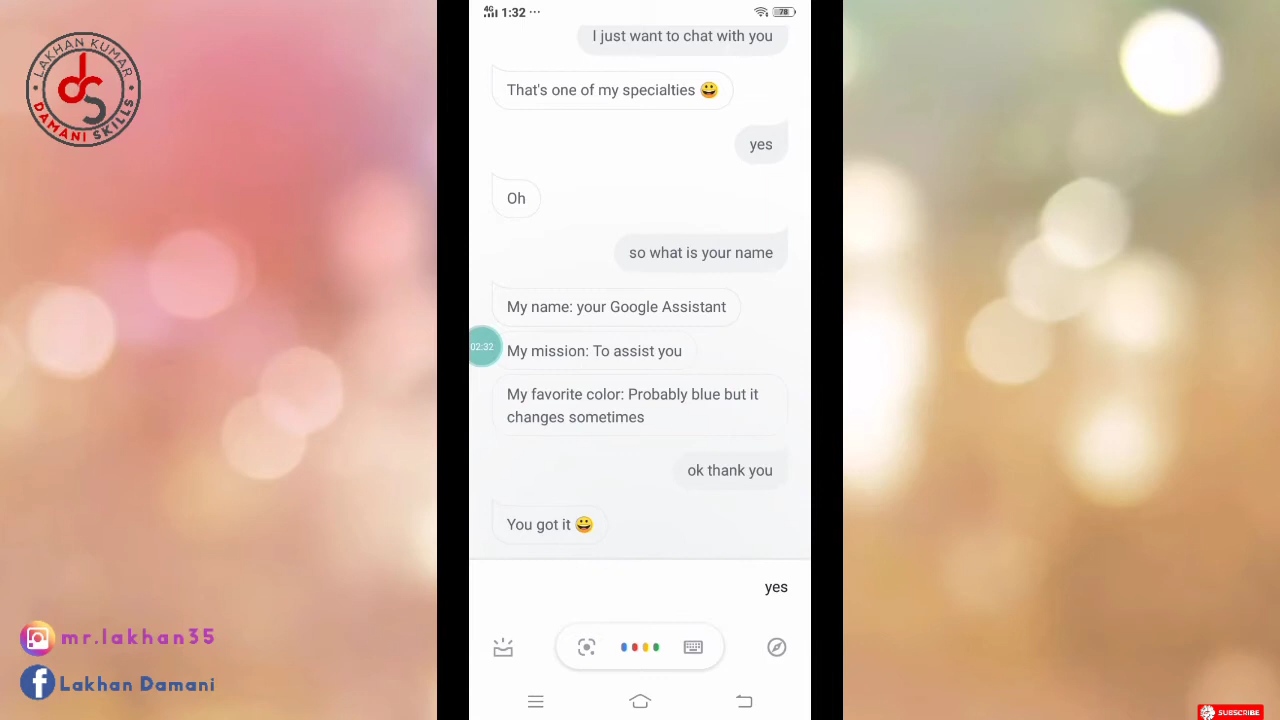 LAKHAN KUMAR
DAMANI SKILLS
4G
1:32 ...
78
I just want to chat with you
That's one of my specialties 😀
yes
Oh
so what is your name
My name: your Google Assistant
02:32
My mission: To assist you
My favorite color: Probably blue but it
changes sometimes
ok thank you
You got it 😀
yes
mr.lakhan35
Lakhan Damani
SUBSCRIBE